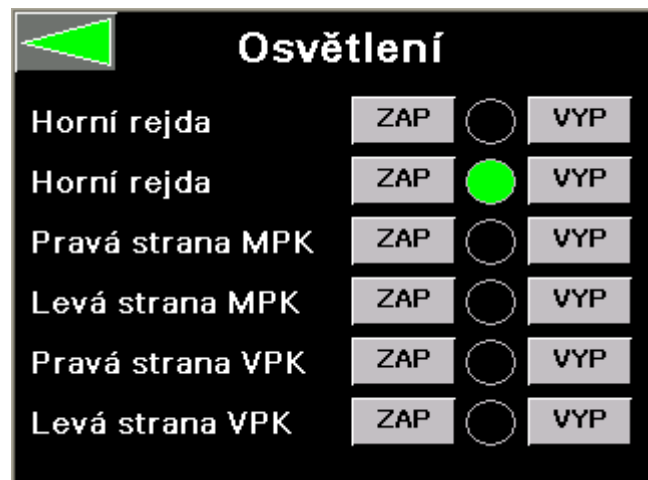 Osvětlení
Horní rejda ZAP VYP
Horní rejda ZAP VYP
Pravá strana MPK ZAP VYP
Levá strana MPK ZAP VYP
Pravá strana VPK ZAP VYP
Levá strana VPK ZAP VYP